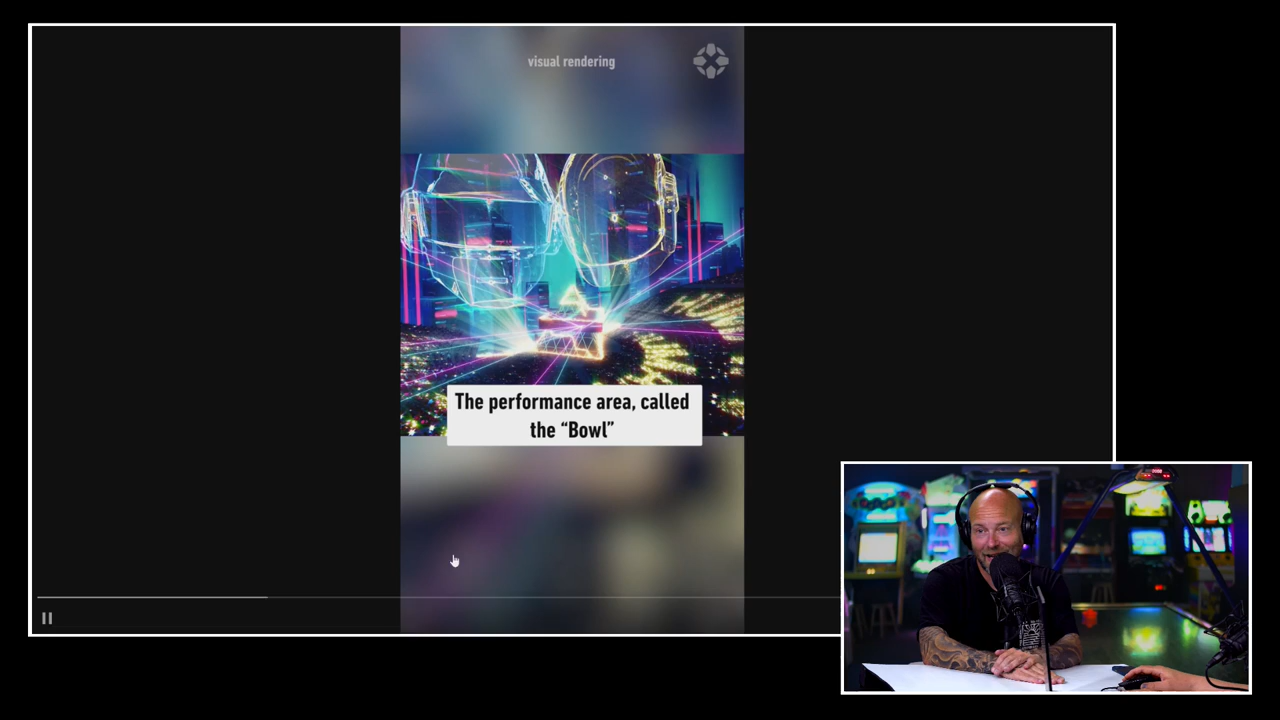 visual rendering
The performance area, called
the “Bowl”